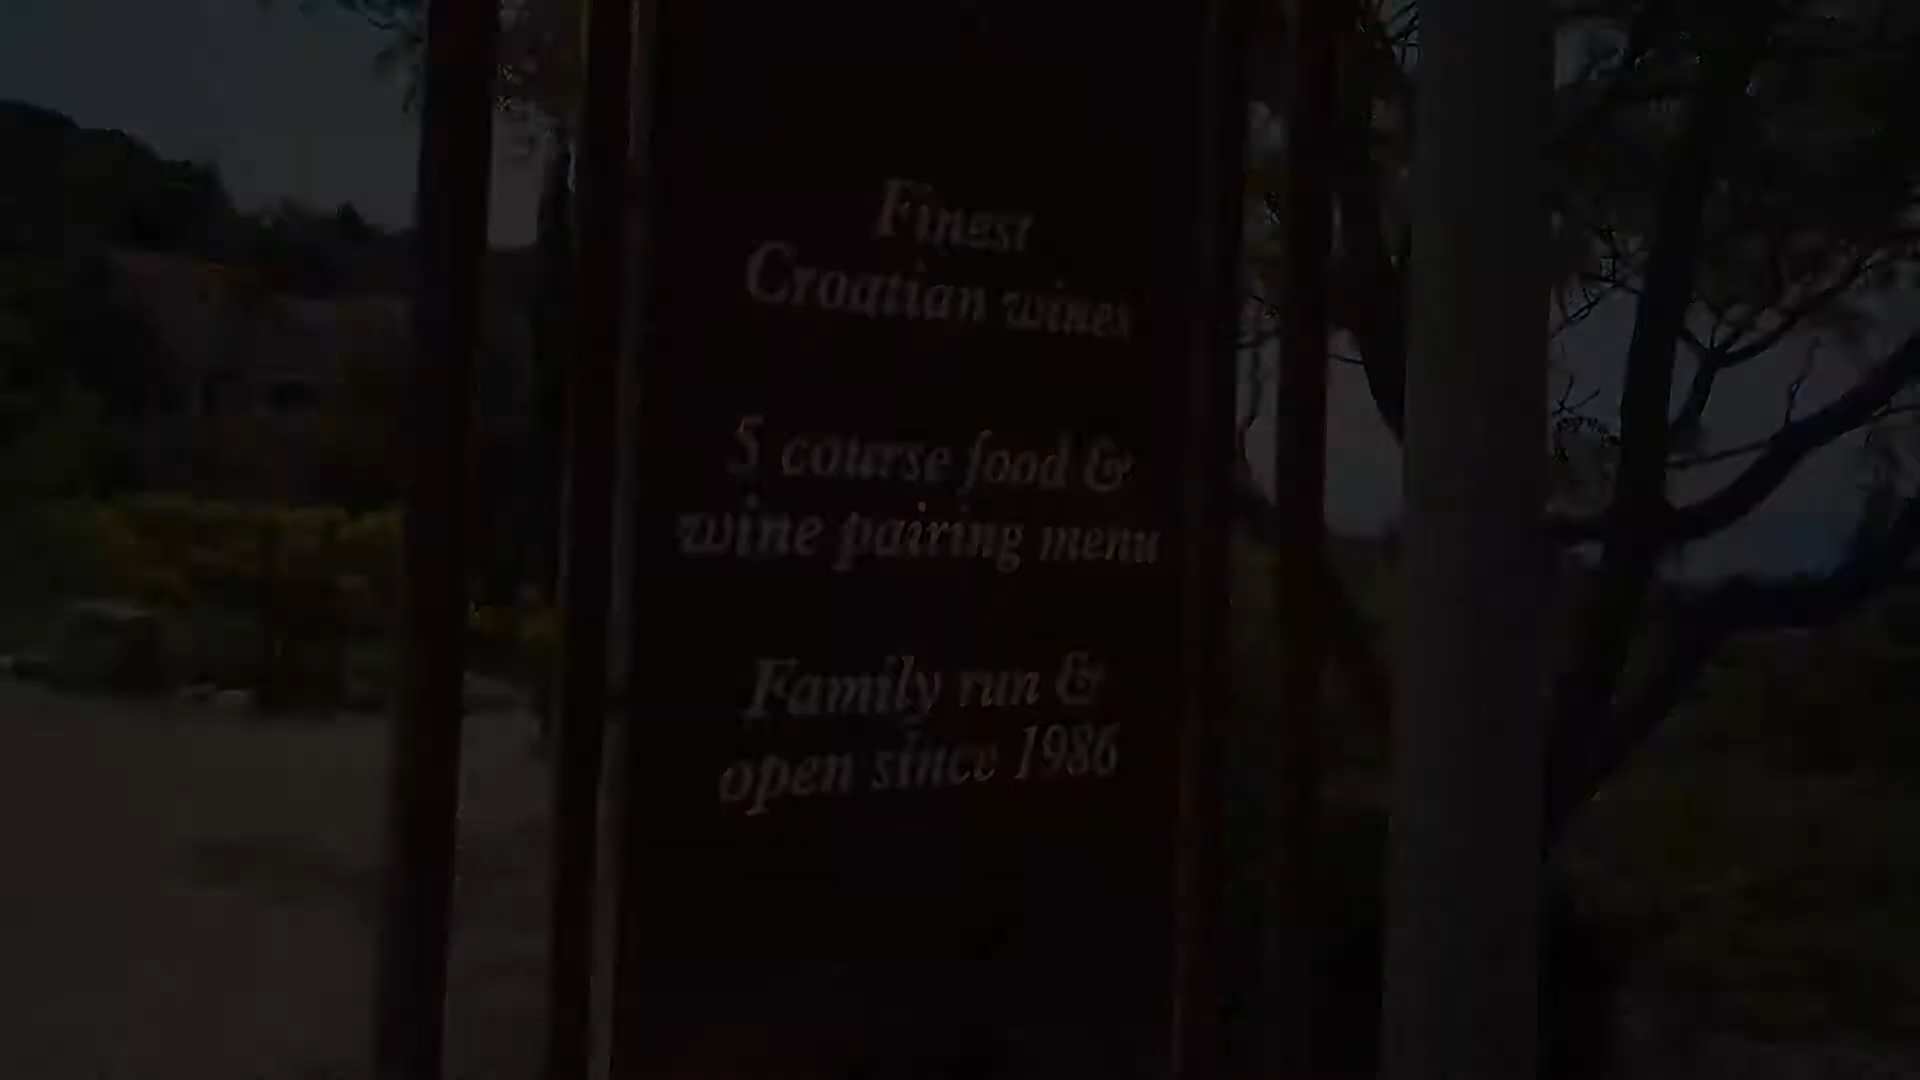 Finest
Croatian wines
5 course food &
wine pairing menu
Family run &
open since 1986